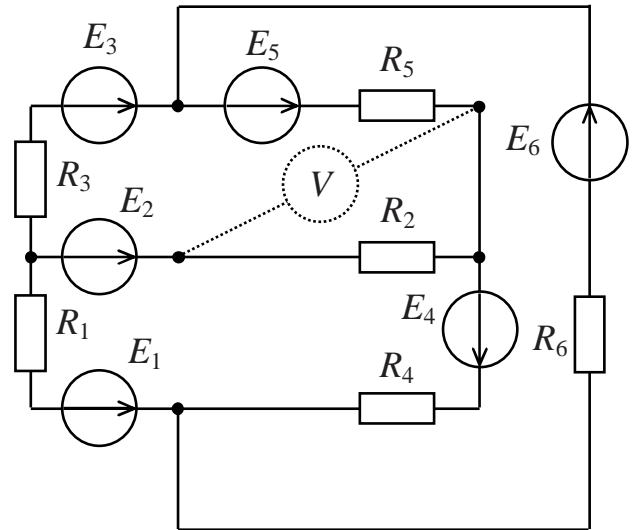 E₃
E₅
R₅
E₆
R₃
V
E₂
R₂
R₁
E₄
R₆
E₁
R₄